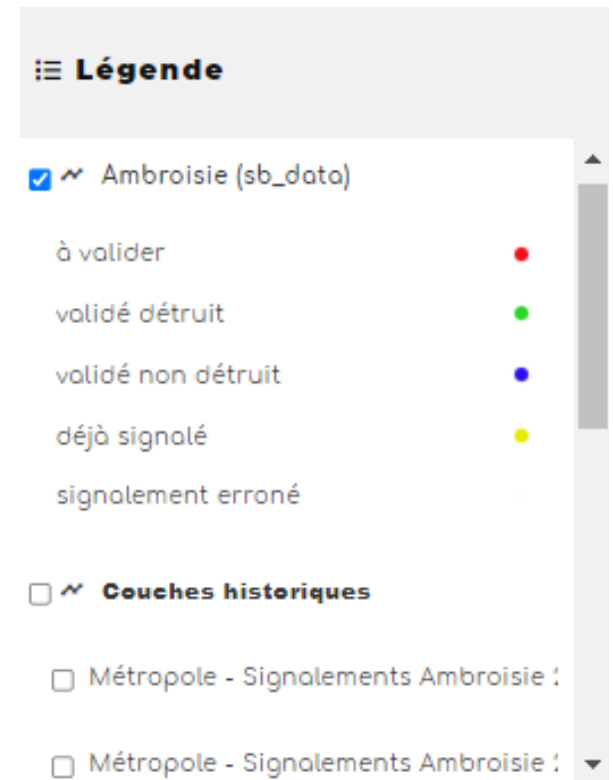 Légende
Ambroisie (sb_data)
à valider
validé détruit
validé non détruit
déjà signalé
signalement erroné
Couches historiques
Métropole - Signalements Ambroisie
Métropole - Signalements Ambroisie